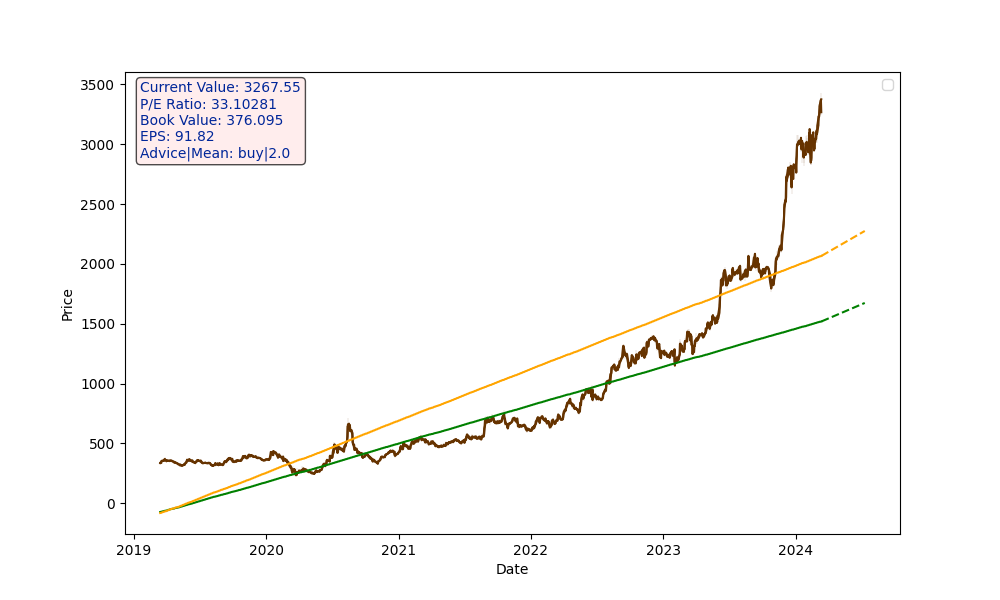 Current Value: 3267.55
P/E Ratio: 33.10281
Book Value: 376.095
EPS: 91.82
Advice|Mean: buy|2.0
3500
3000
2500
2000
1500
1000
500
0
Price
2019
2020
2021
2022
2023
2024
Date